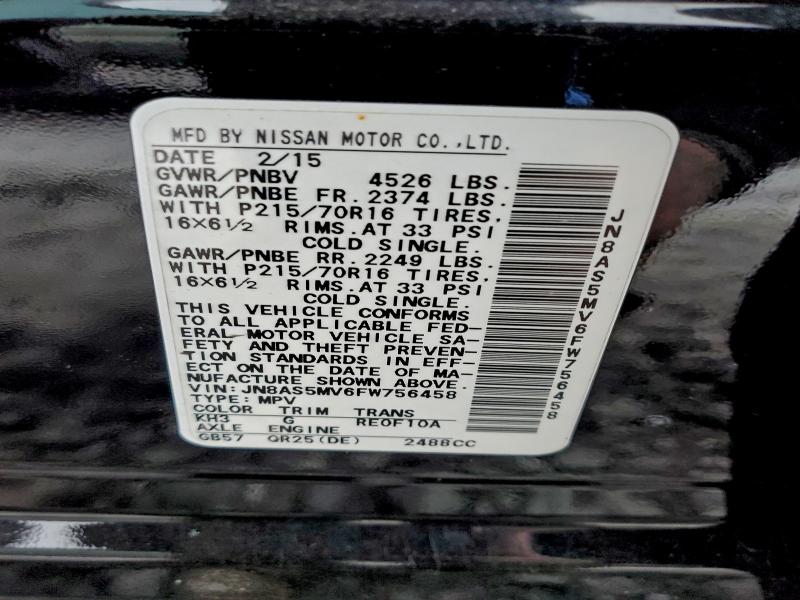 MFD BY NISSAN MOTOR CO.,LTD.
DATE 2/15
GVWR/PNBV 4526 LBS.
GAWR/PNBE FR. 2374 LBS.
WITH P215/70R16 TIRES.
16X6½ RIMS.AT 33 PSI
COLD SINGLE.
GAWR/PNBE RR. 2249 LBS.
WITH P215/70R16 TIRES.
16X6½ RIMS.AT 33 PSI
COLD SINGLE.
THIS VEHICLE CONFORMS
TO ALL APPLICABLE FED-
ERAL MOTOR VEHICLE SA-
FETY AND THEFT PREVEN-
TION STANDARDS IN EFF-
ECT ON THE DATE OF MA-
NUFACTURE SHOWN ABOVE.
VIN: JN8AS5MV6FW756458
TYPE: MPV
COLOR TRIM TRANS
KH3 G RE0F10A
AXLE ENGINE
GB57 QR25(DE) 2488CC
JN8AS5MV6FW756458